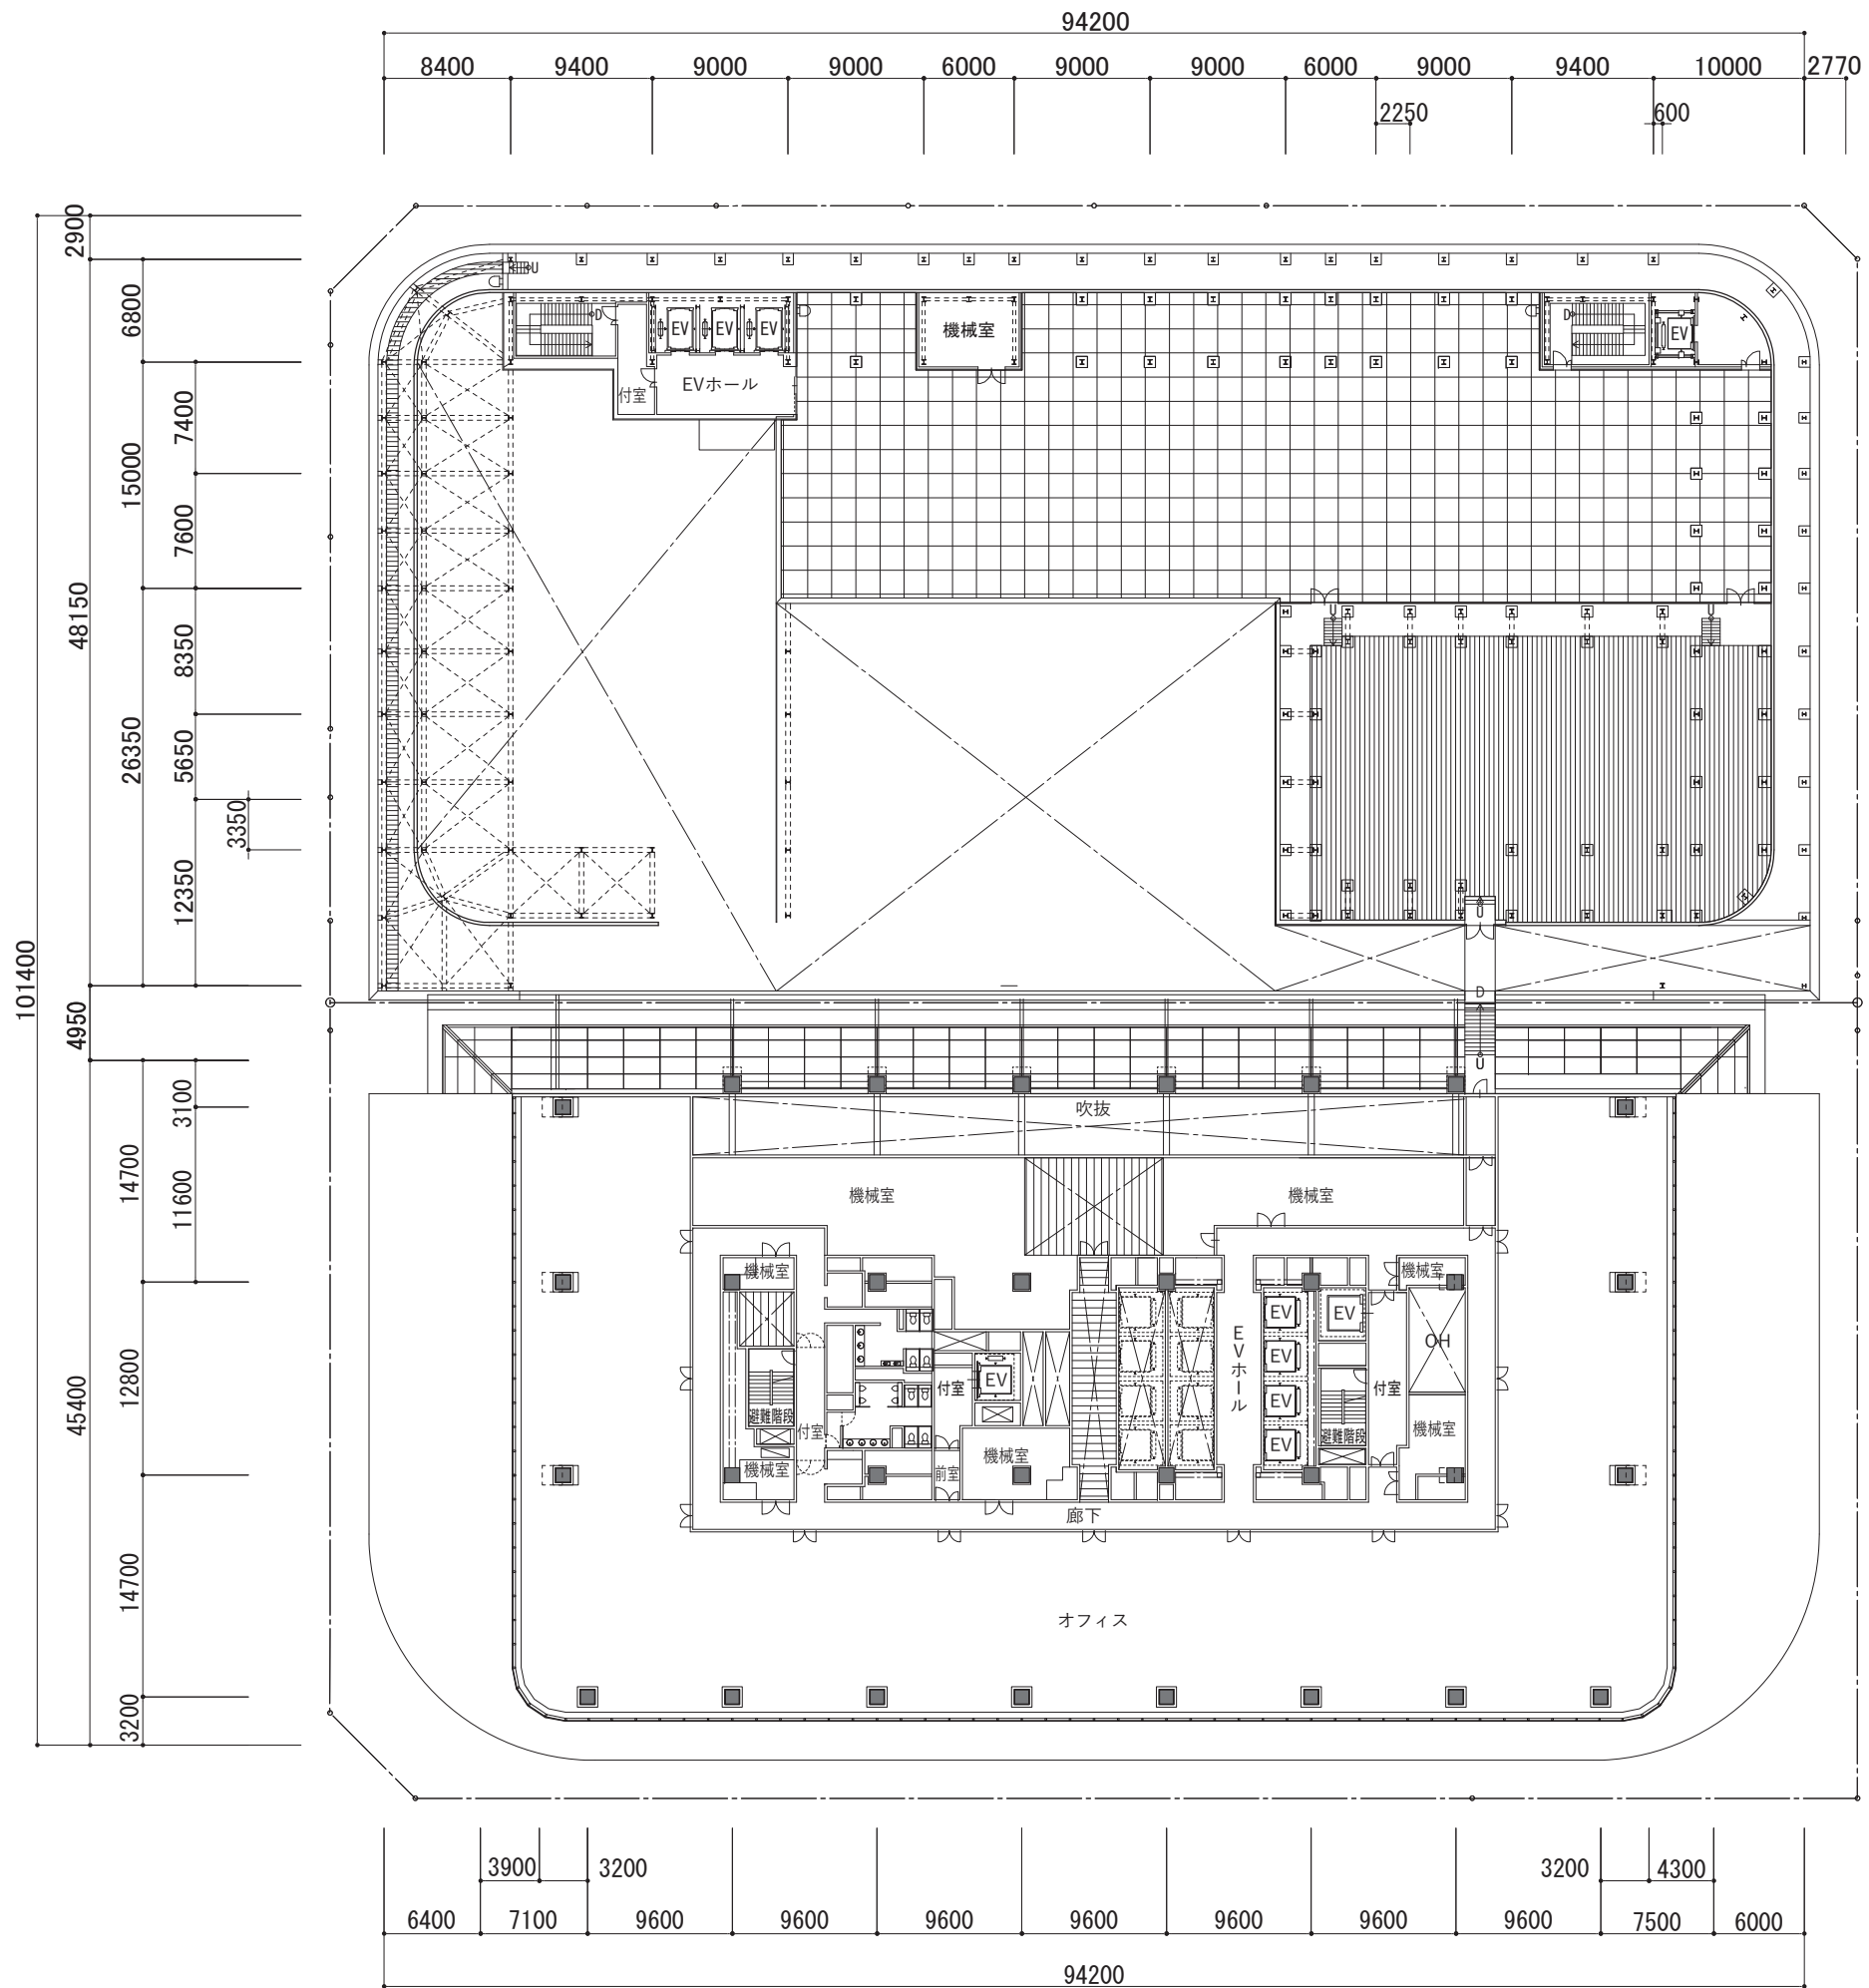 94200
8400 9400 9000 9000 6000 9000 9000 6000 9000 9400 10000 2770
2250 600
2900
6800
7400
15000
7600
48150
8350
26350
5650
3350
12350
101400
4950
3100
14700
11600
12800
45400
14700
3200
U
D
EV EV EV
機械室
D
EV
付室
EVホール
U U
U
D
U
吹抜
機械室 機械室
機械室 機械室
EV EV
EVホール
OH
EV
EV 付室 付室
EV
避難階段 避難階段
付室 機械室
EV
機械室 前室 機械室
廊下
オフィス
3900 3200 3200 4300
6400 7100 9600 9600 9600 9600 9600 9600 9600 7500 6000
94200